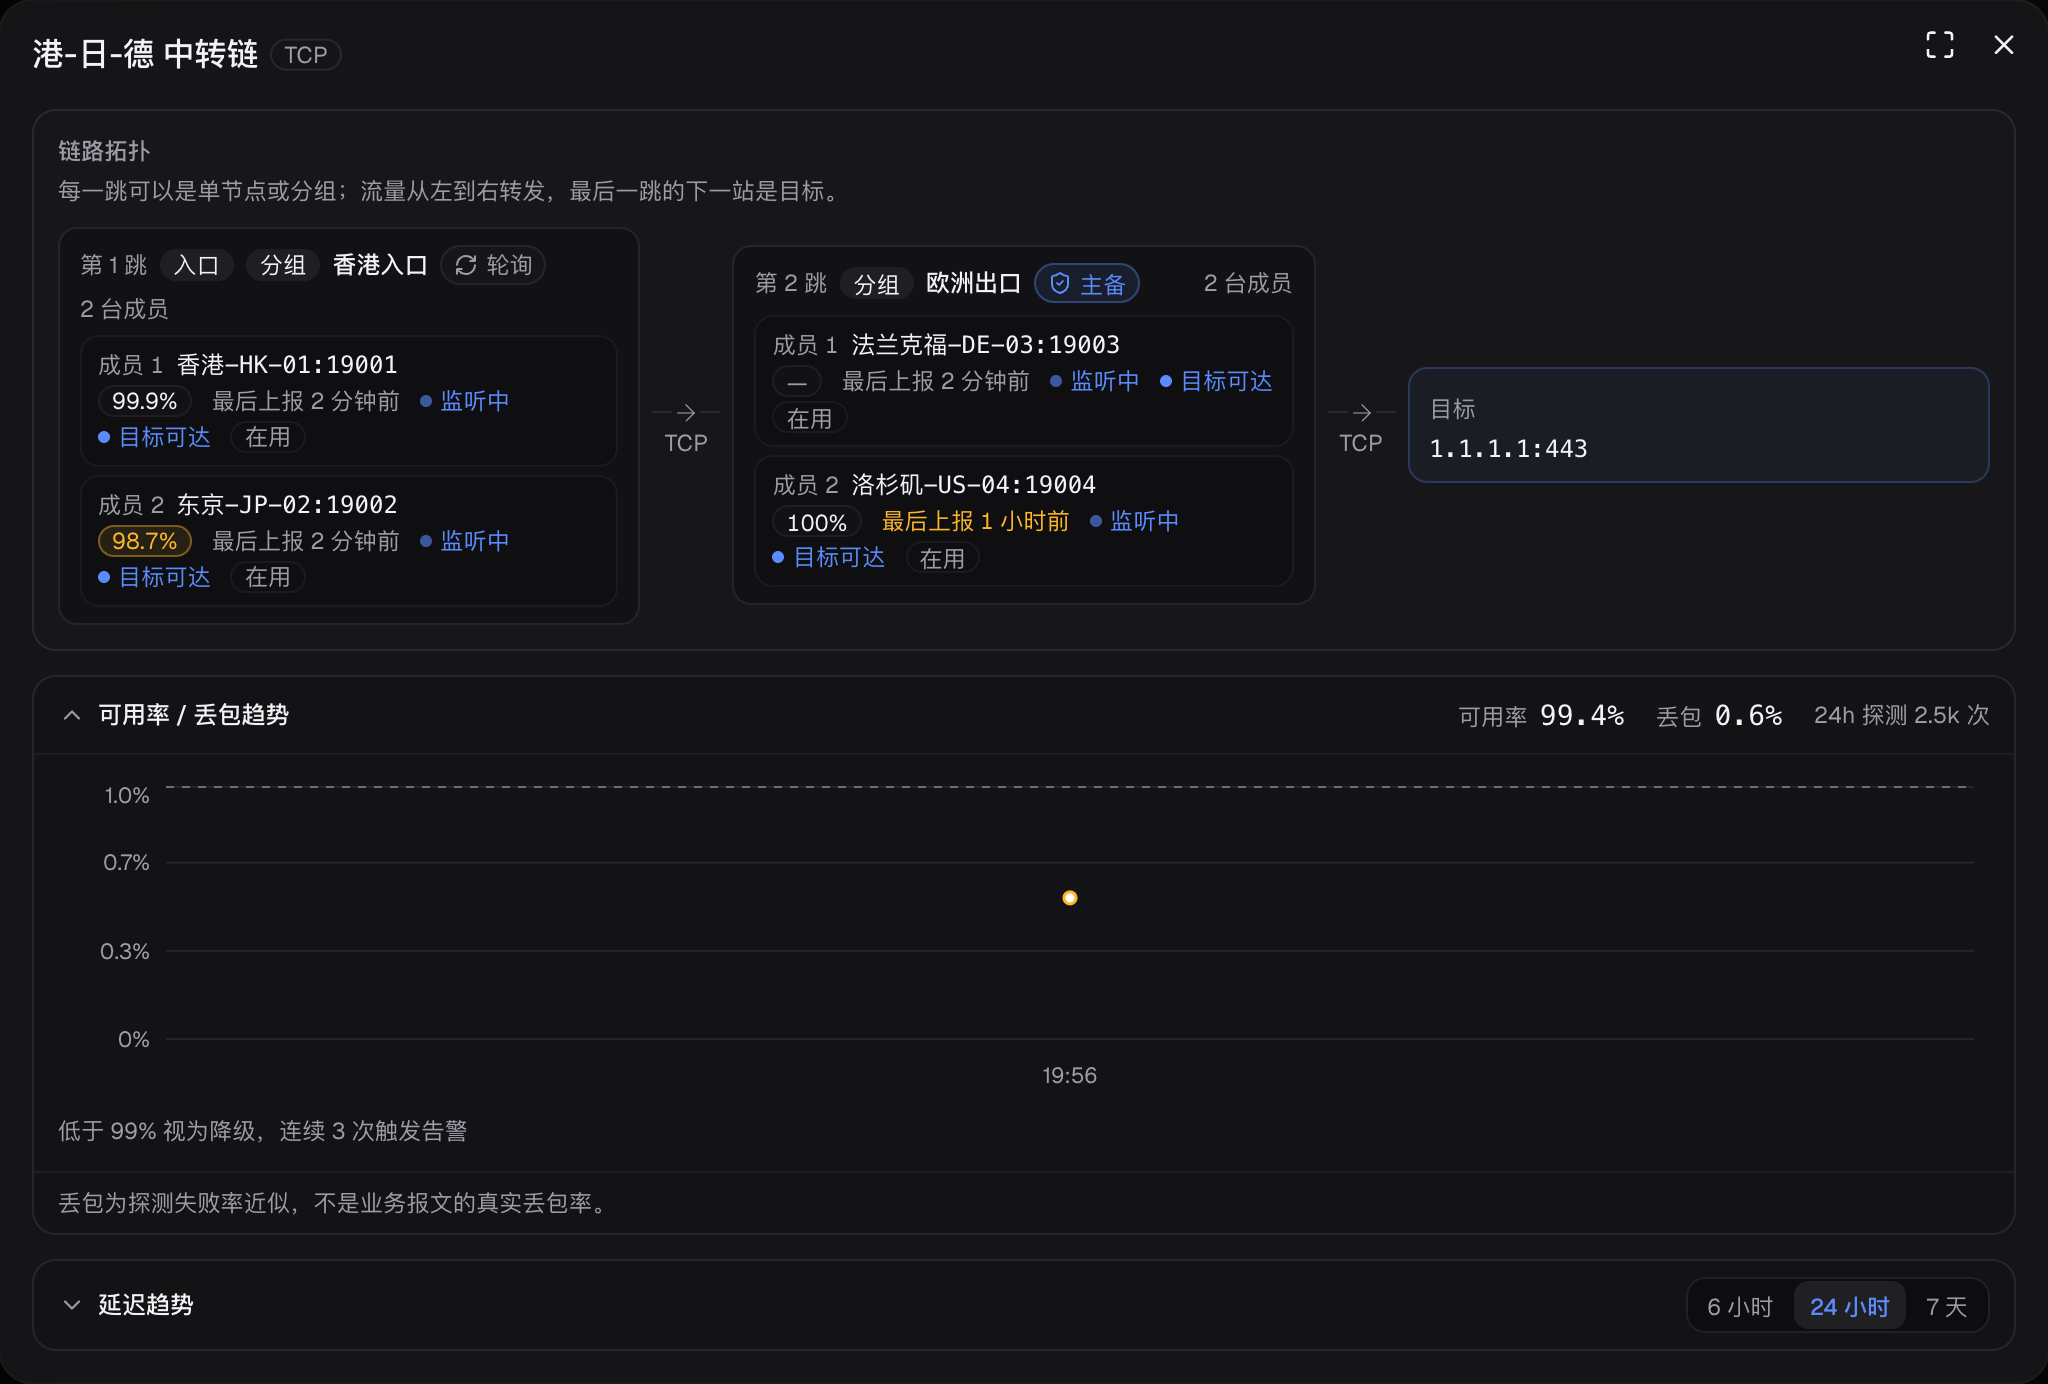 港-日-德 中转链 TCP
链路拓扑
每一跳可以是单节点或分组；流量从左到右转发，最后一跳的下一站是目标。
第 1 跳 入口 分组 香港入口 轮询
2 台成员
成员 1 香港-HK-01:19001
99.9% 最后上报 2 分钟前 监听中
目标可达 在用
成员 2 东京-JP-02:19002
98.7% 最后上报 2 分钟前 监听中
目标可达 在用
TCP
第 2 跳 分组 欧洲出口 主备 2 台成员
成员 1 法兰克福-DE-03:19003
— 最后上报 2 分钟前 监听中 目标可达
在用
成员 2 洛杉矶-US-04:19004
100% 最后上报 1 小时前 监听中
目标可达 在用
TCP
目标
1.1.1.1:443
可用率 / 丢包趋势 可用率 99.4% 丢包 0.6% 24h 探测 2.5k 次
1.0%
0.7%
0.3%
0%
19:56
低于 99% 视为降级，连续 3 次触发告警
丢包为探测失败率近似，不是业务报文的真实丢包率。
延迟趋势 6 小时 24 小时 7 天